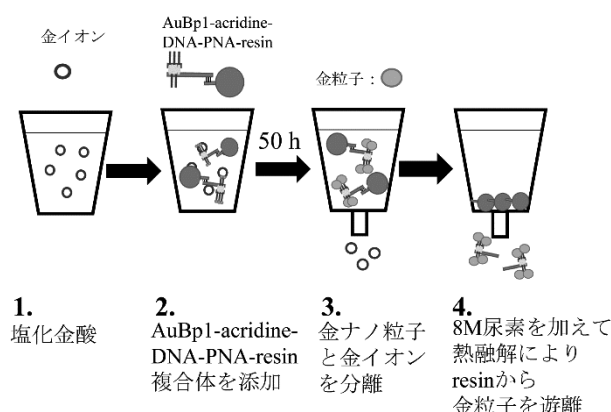 金イオン
AuBp1-acridine-
DNA-PNA-resin
金粒子：
50 h
1.
塩化金酸
2.
AuBp1-acridine-
DNA-PNA-resin
複合体を添加
3.
金ナノ粒子
と金イオン
を分離
4.
8M尿素を加えて
熱融解により
resinから
金粒子を遊離